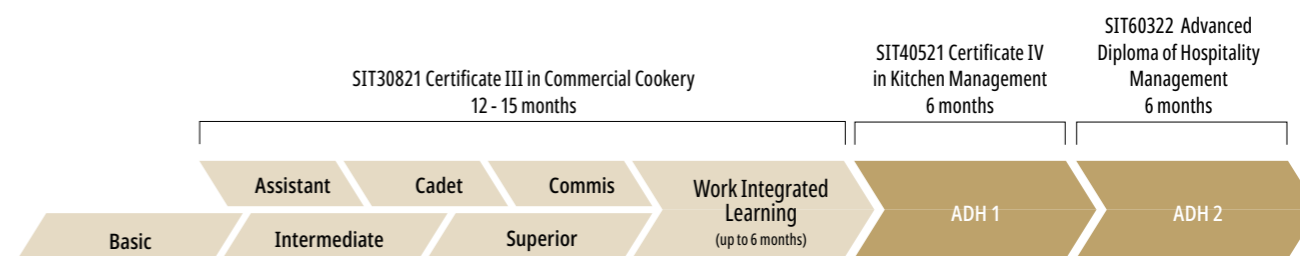 SIT30821 Certificate III in Commercial Cookery
12 - 15 months
SIT40521 Certificate IV
in Kitchen Management
6 months
SIT60322 Advanced
Diploma of Hospitality
Management
6 months
Assistant
Cadet
Commis
Basic
Intermediate
Superior
Work Integrated
Learning
(up to 6 months)
ADH 1
ADH 2